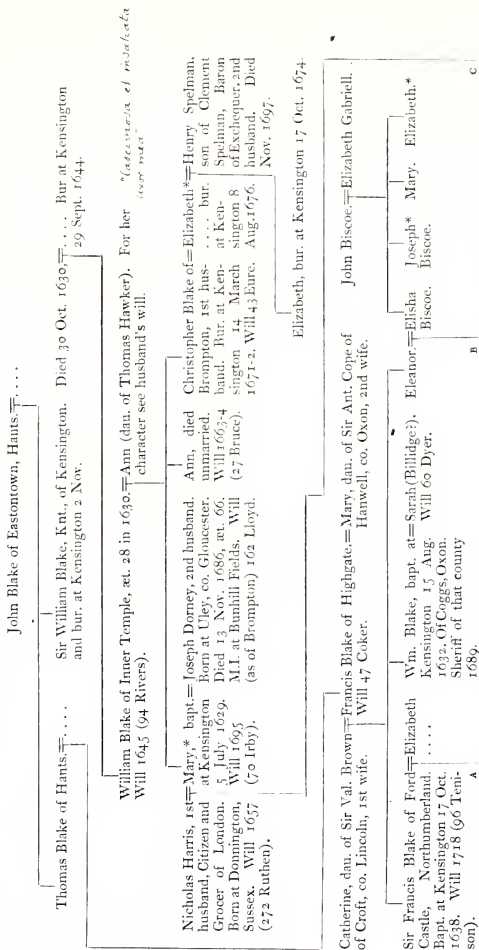 John Blake of Eastontown, Hants.=....
Thomas Blake of Hants.=....
Sir William Blake, Knt., of Kensington. Died 30 Oct. 1630,=.... Bur at Kensington
and bur. at Kensington 2 Nov.
29 Sept. 1644.
William Blake of Inner Temple, æt. 28 in 1630.=Ann (dau. of Thomas Hawker). For her
Will 1645 (94 Rivers).
character see husband's will.
"Lascivosa et
uxor mea"
Nicholas Harris, 1st
husband, Citizen and
Grocer of London.
Born at Donnington,
Sussex. Will 1657
(272 Ruthen).
=Mary,* bapt.
at Kensington
5 July 1629.
Will 1695
(70 Irby).
=Joseph Dorney, 2nd husband.
Born at Uley, co. Gloucester.
Died 13 Nov. 1686, æt. 66.
M.I. at Bunhill Fields. Will
(as of Brompton) 162 Lloyd.
Ann, died
unmarried.
Will 1663-4
(27 Bruce).
Christopher Blake of
Brompton, 1st hus-
band. Bur. at Ken-
sington 14 March
1671-2. Will 43 Eure.
=Elizabeth*
.... bur.
at Ken-
sington 8
Aug. 1676.
=Henry Spelman,
son of Clement
Spelman, Baron
of Exchequer, 2nd
husband. Died
Nov. 1697.
Elizabeth, bur. at Kensington 17 Oct. 1674.
Catherine, dau. of Sir Val. Brown
of Croft, co. Lincoln, 1st wife.
=Francis Blake of Highgate.
Will 47 Coker.
=Mary, dau. of Sir Ant. Cope of
Hanwell, co. Oxon, 2nd wife.
John Biscoe.=Elizabeth Gabriell.
Sir Francis Blake of Ford
Castle, Northumberland.
Bapt. at Kensington 17 Oct.
1638. Will 1718 (96 Teni-
son).
=Elizabeth
....
A
Wm. Blake, bapt. at
Kensington 15 Aug.
1632. Of Coggs, Oxon.
Sheriff of that county
1689.
=Sarah (Billidge?).
Will 60 Dyer.
Eleanor.=Elisha
Biscoe.
B
Joseph*
Biscoe.
Mary.
Elizabeth.*
C